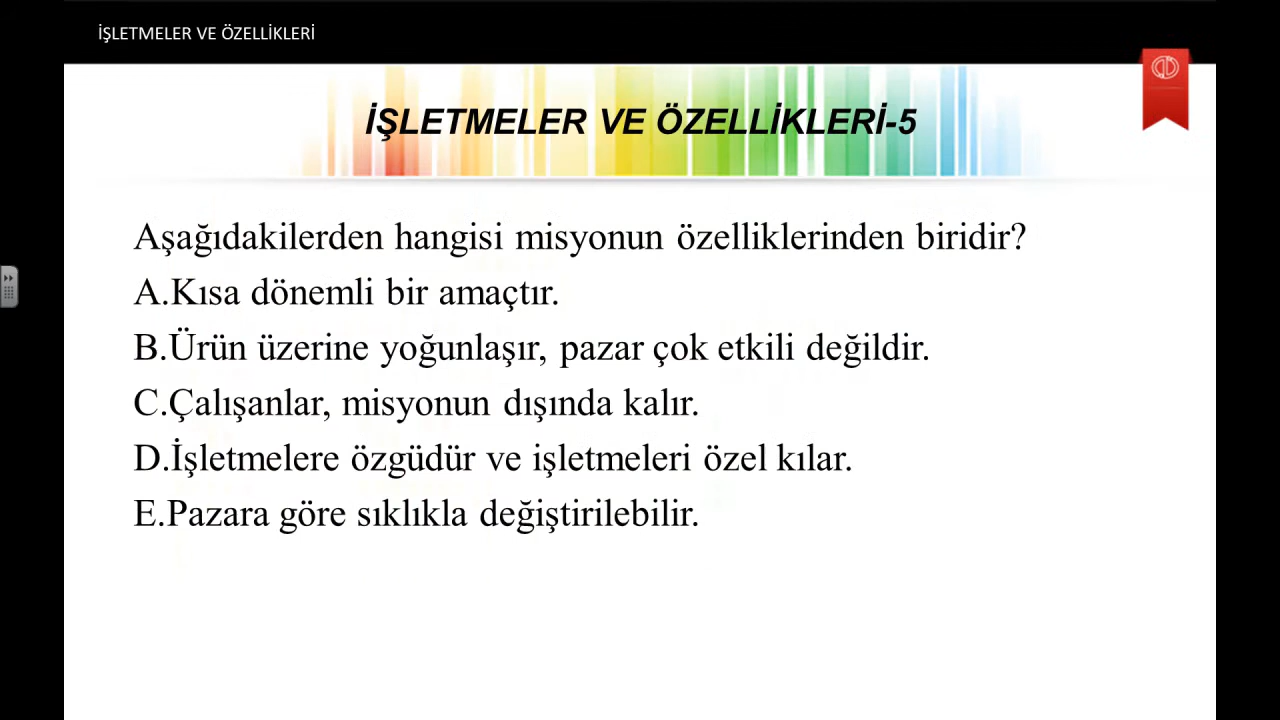 İŞLETMELER VE ÖZELLİKLERİ
İŞLETMELER VE ÖZELLİKLERİ-5
Aşağıdakilerden hangisi misyonun özelliklerinden biridir?
A.Kısa dönemli bir amaçtır.
B.Ürün üzerine yoğunlaşır, pazar çok etkili değildir.
C.Çalışanlar, misyonun dışında kalır.
D.İşletmelere özgüdür ve işletmeleri özel kılar.
E.Pazara göre sıklıkla değiştirilebilir.